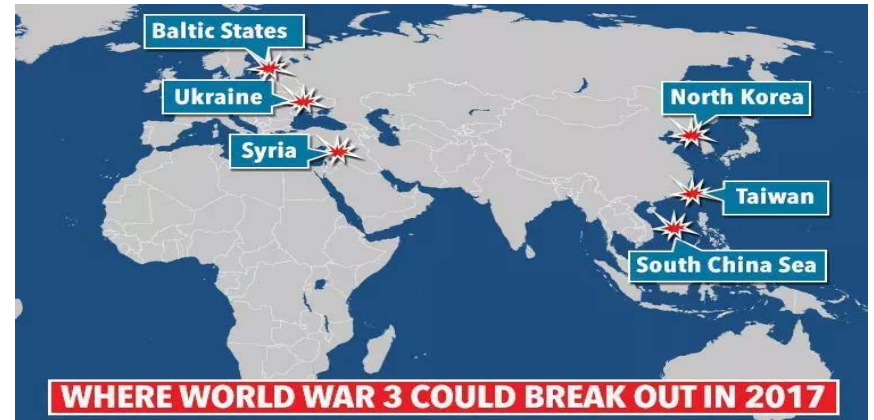 Baltic States
Ukraine
Syria
North Korea
Taiwan
South China Sea
WHERE WORLD WAR 3 COULD BREAK OUT IN 2017